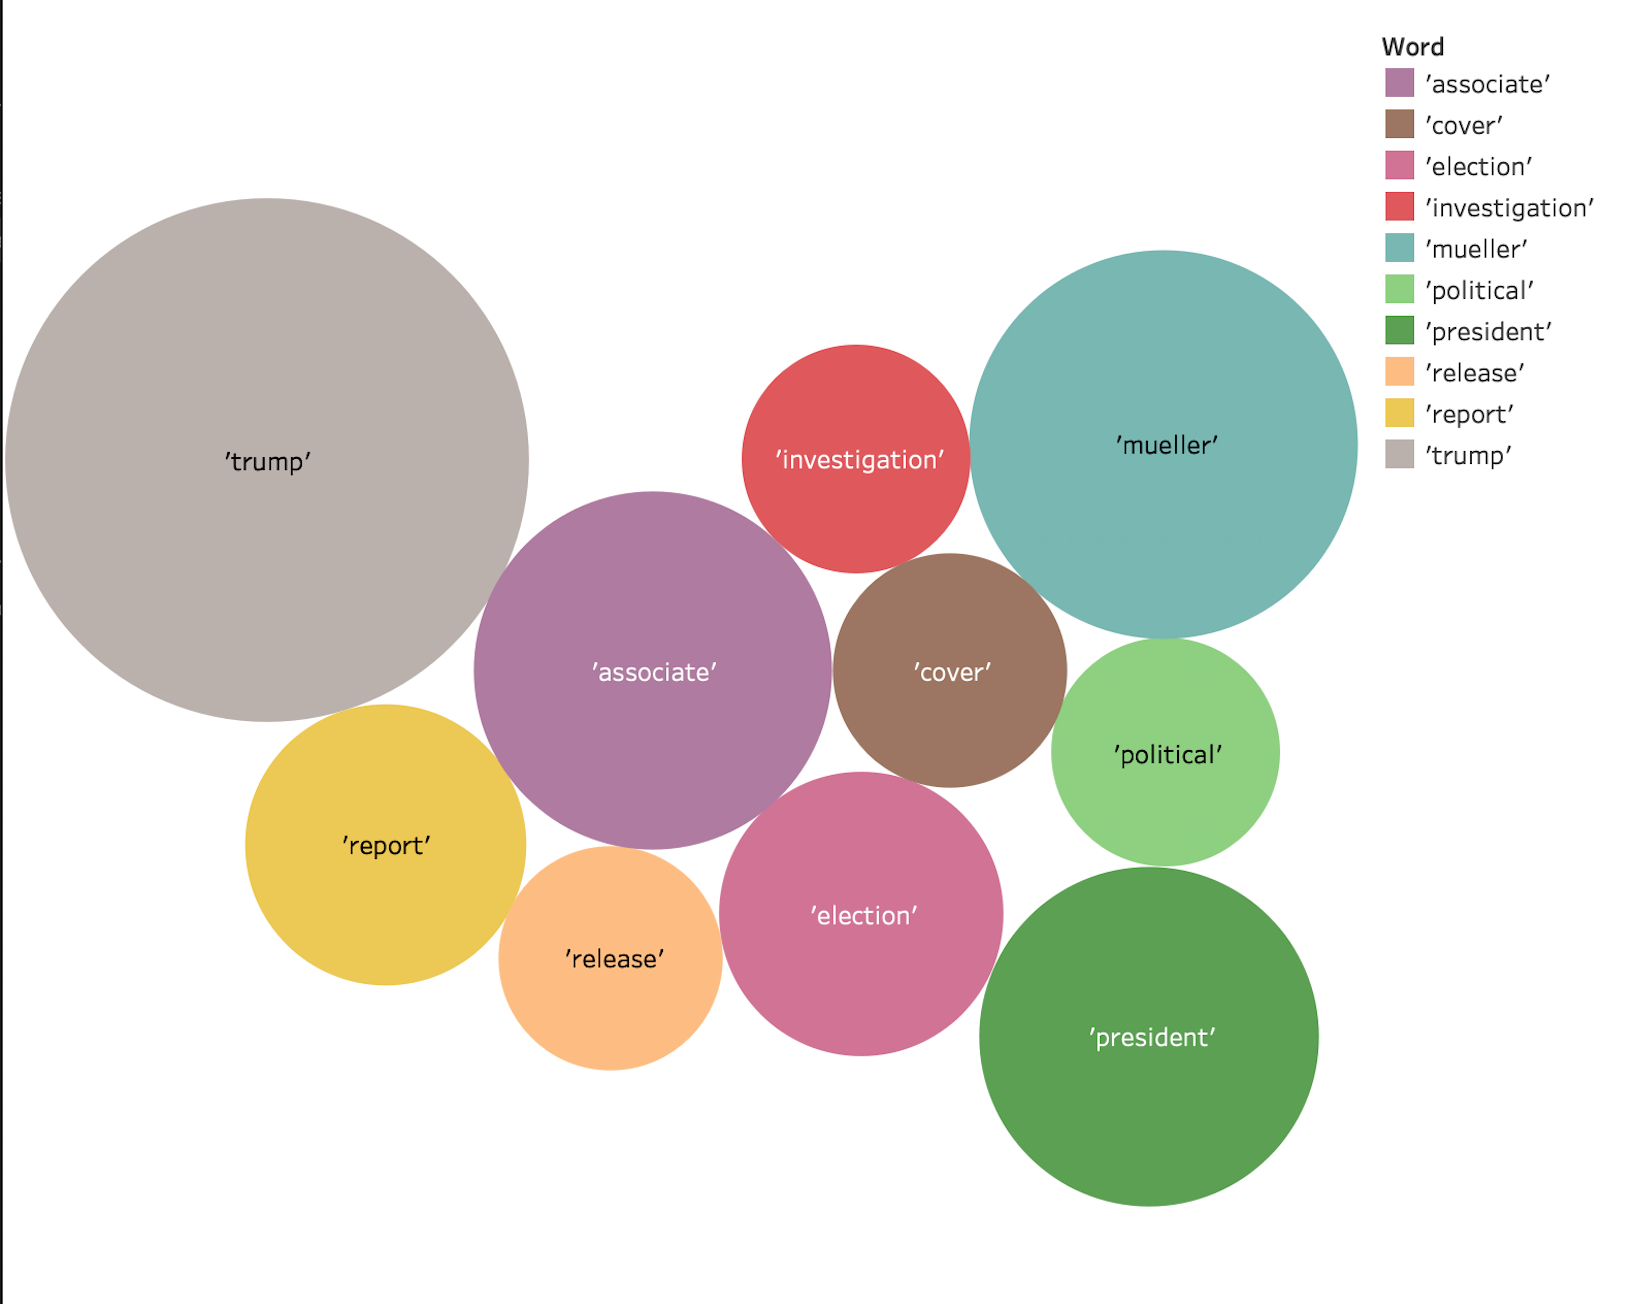 Word
'associate'
'cover'
'election'
'investigation'
'mueller'
'political'
'president'
'release'
'report'
'trump'
'trump'
'investigation'
'mueller'
'associate'
'cover'
'political'
'report'
'release'
'election'
'president'